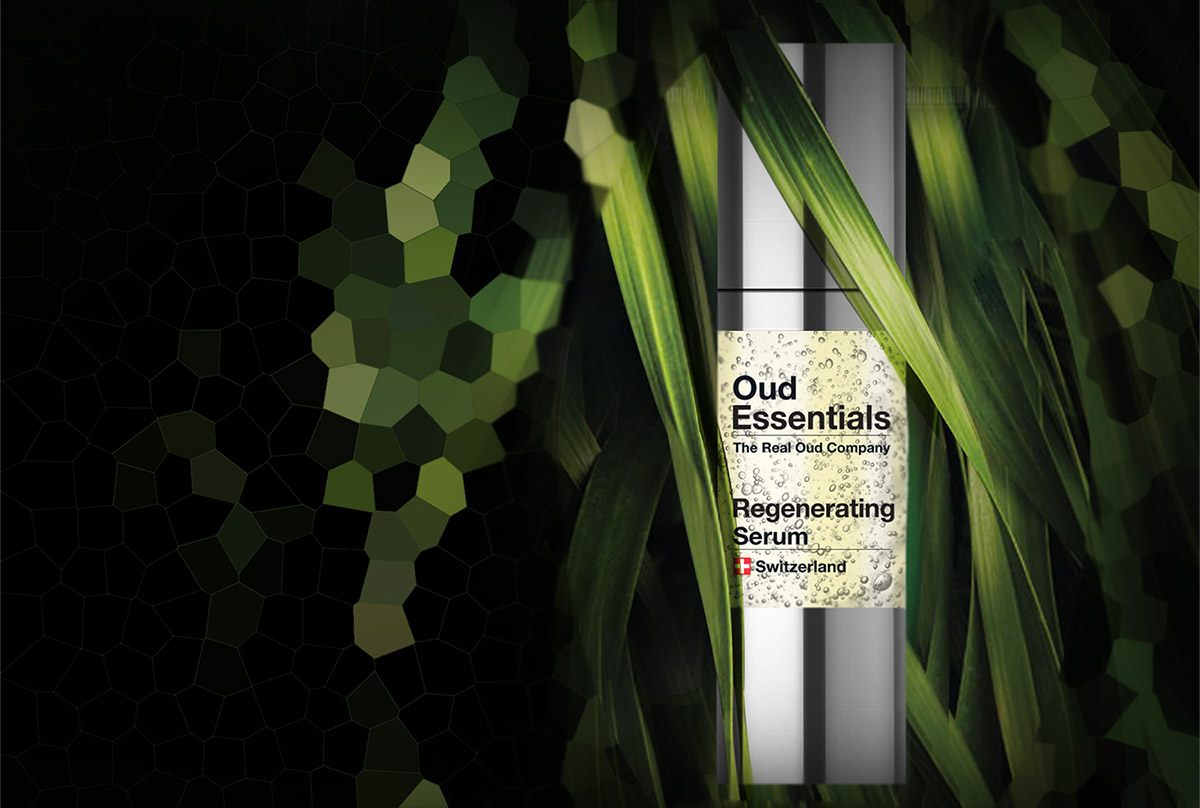 Oud
Essentials
The Real Oud Company
Regenerating
Serum
Switzerland